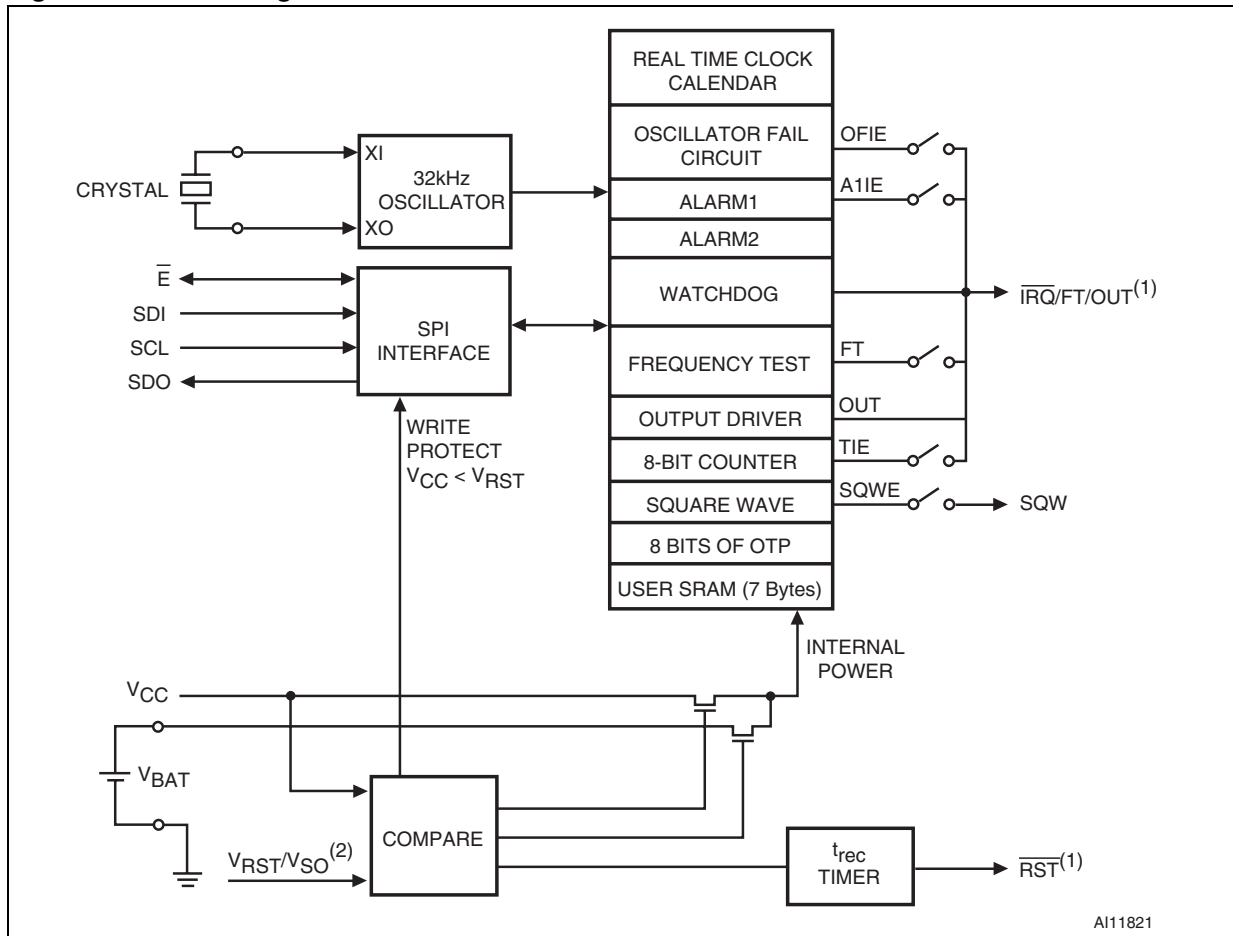 REAL TIME CLOCK
CALENDAR
OSCILLATOR FAIL
CIRCUIT
OFIE
XI
32kHz
OSCILLATOR
XO
CRYSTAL
ALARM1
A1IE
ALARM2
E
SDI
SCL
SDO
SPI
INTERFACE
WATCHDOG
IRQ/FT/OUT(1)
FREQUENCY TEST
FT
OUTPUT DRIVER
OUT
8-BIT COUNTER
TIE
SQUARE WAVE
SQWE
SQW
8 BITS OF OTP
USER SRAM (7 Bytes)
WRITE
PROTECT
VCC < VRST
INTERNAL
POWER
VCC
VBAT
COMPARE
VRST/VSO(2)
trec
TIMER
RST(1)
AI11821